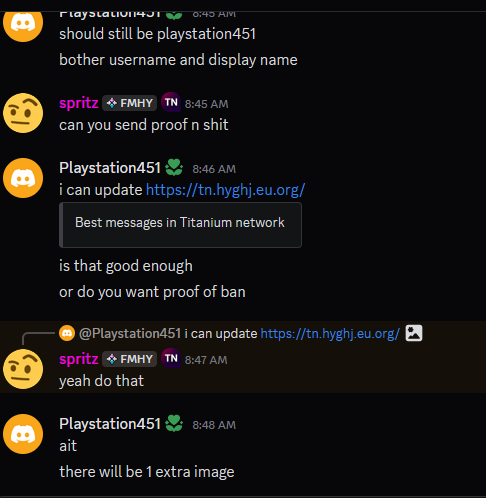 Playstation451 8:45 AM
should still be playstation451
bother username and display name
spritz FMHY TN 8:45 AM
can you send proof n shit
Playstation451 8:46 AM
i can update https://tn.hyghj.eu.org/
Best messages in Titanium network
is that good enough
or do you want proof of ban
@Playstation451 i can update https://tn.hyghj.eu.org/
spritz FMHY TN 8:47 AM
yeah do that
Playstation451 8:48 AM
ait
there will be 1 extra image